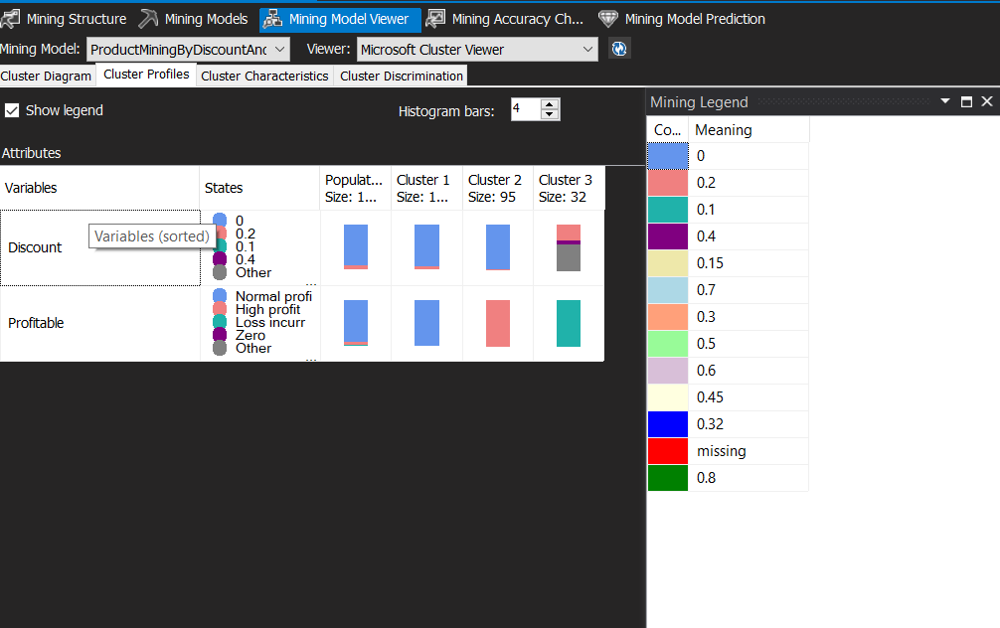 Mining Structure Mining Models Mining Model Viewer Mining Accuracy Ch... Mining Model Prediction
Mining Model: ProductMiningByDiscountAnc Viewer: Microsoft Cluster Viewer
Cluster Diagram Cluster Profiles Cluster Characteristics Cluster Discrimination
Show legend Histogram bars: 4
Attributes
Variables States Populat... Size: 1... Cluster 1 Size: 1... Cluster 2 Size: 95 Cluster 3 Size: 32
Discount
Variables (sorted)
0
0.2
0.1
0.4
Other
...
Profitable
Normal profi
High profit
Loss incurr
Zero
Other
...
Mining Legend
Co... Meaning
0
0.2
0.1
0.4
0.15
0.7
0.3
0.5
0.6
0.45
0.32
missing
0.8